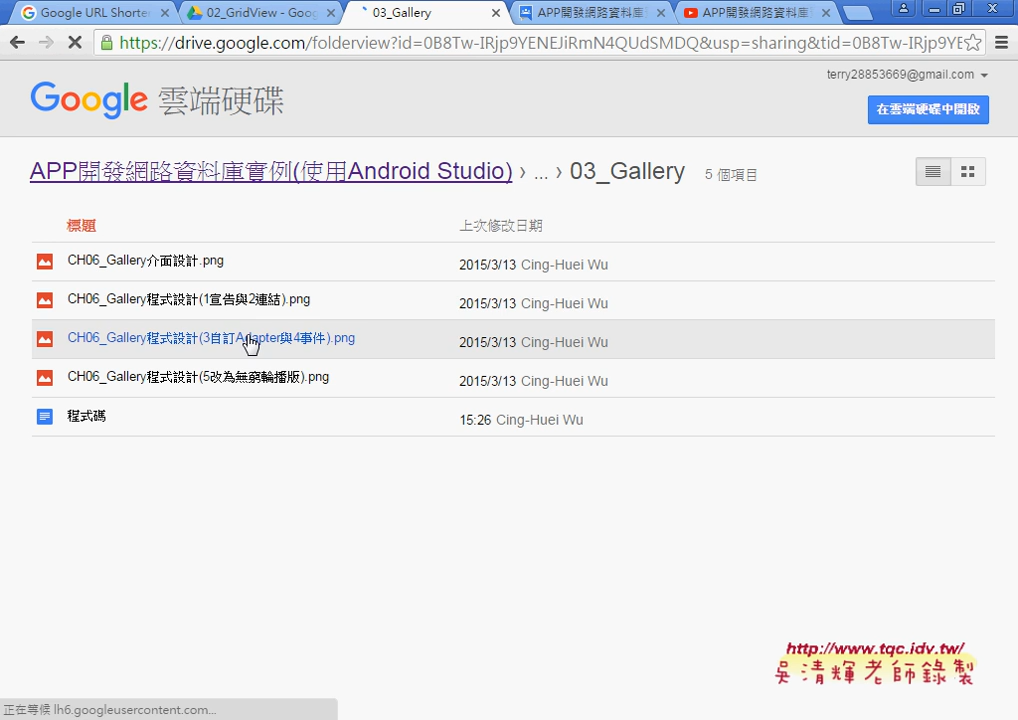 Google URL Shorte
02_GridView - Goog
03_Gallery
APP開發網路資料庫
APP開發網路資料庫
https://drive.google.com/folderview?id=0B8Tw-IRjp9YENEJiRmN4QUdSMDQ&usp=sharing&tid=0B8Tw-IRjp9YE
terry28853669@gmail.com
Google 雲端硬碟
在雲端硬碟中開啟
APP開發網路資料庫實例(使用Android Studio) › ... › 03_Gallery 5 個項目
標題 上次修改日期
CH06_Gallery介面設計.png 2015/3/13 Cing-Huei Wu
CH06_Gallery程式設計(1宣告與2連結).png 2015/3/13 Cing-Huei Wu
CH06_Gallery程式設計(3自訂Adapter與4事件).png 2015/3/13 Cing-Huei Wu
CH06_Gallery程式設計(5改為無窮輪播版).png 2015/3/13 Cing-Huei Wu
程式碼 15:26 Cing-Huei Wu
http://www.tqc.idv.tw/
吳清輝老師錄製
正在等候 lh6.googleusercontent.com...